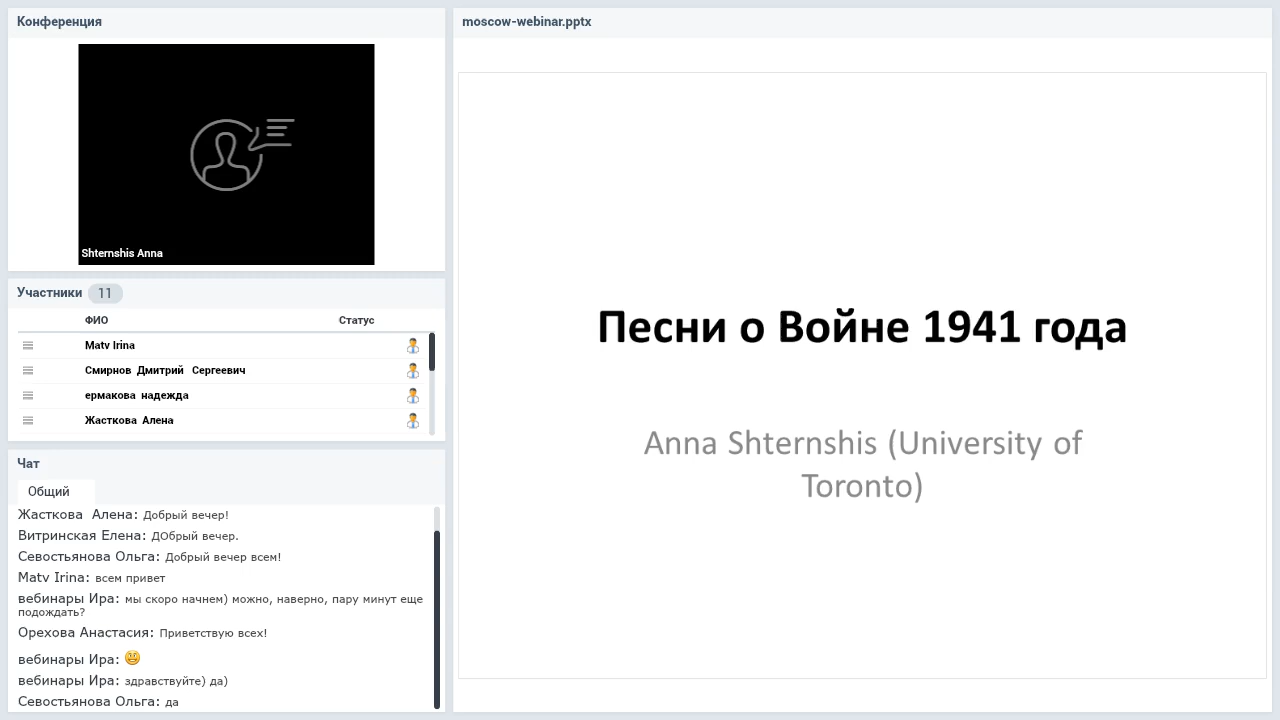 Конференция
Shternshis Anna
Участники 11
ФИО Статус
Matv Irina
Смирнов Дмитрий Сергеевич
ермакова надежда
Жасткова Алена
Чат
Общий
Жасткова Алена: Добрый вечер!
Витринская Елена: ДОбрый вечер.
Севостьянова Ольга: Добрый вечер всем!
Matv Irina: всем привет
вебинары Ира: мы скоро начнем) можно, наверно, пару минут еще
подождать?
Орехова Анастасия: Приветствую всех!
вебинары Ира:
вебинары Ира: здравствуйте) да)
Севостьянова Ольга: да
moscow-webinar.pptx
Песни о Войне 1941 года
Anna Shternshis (University of
Toronto)